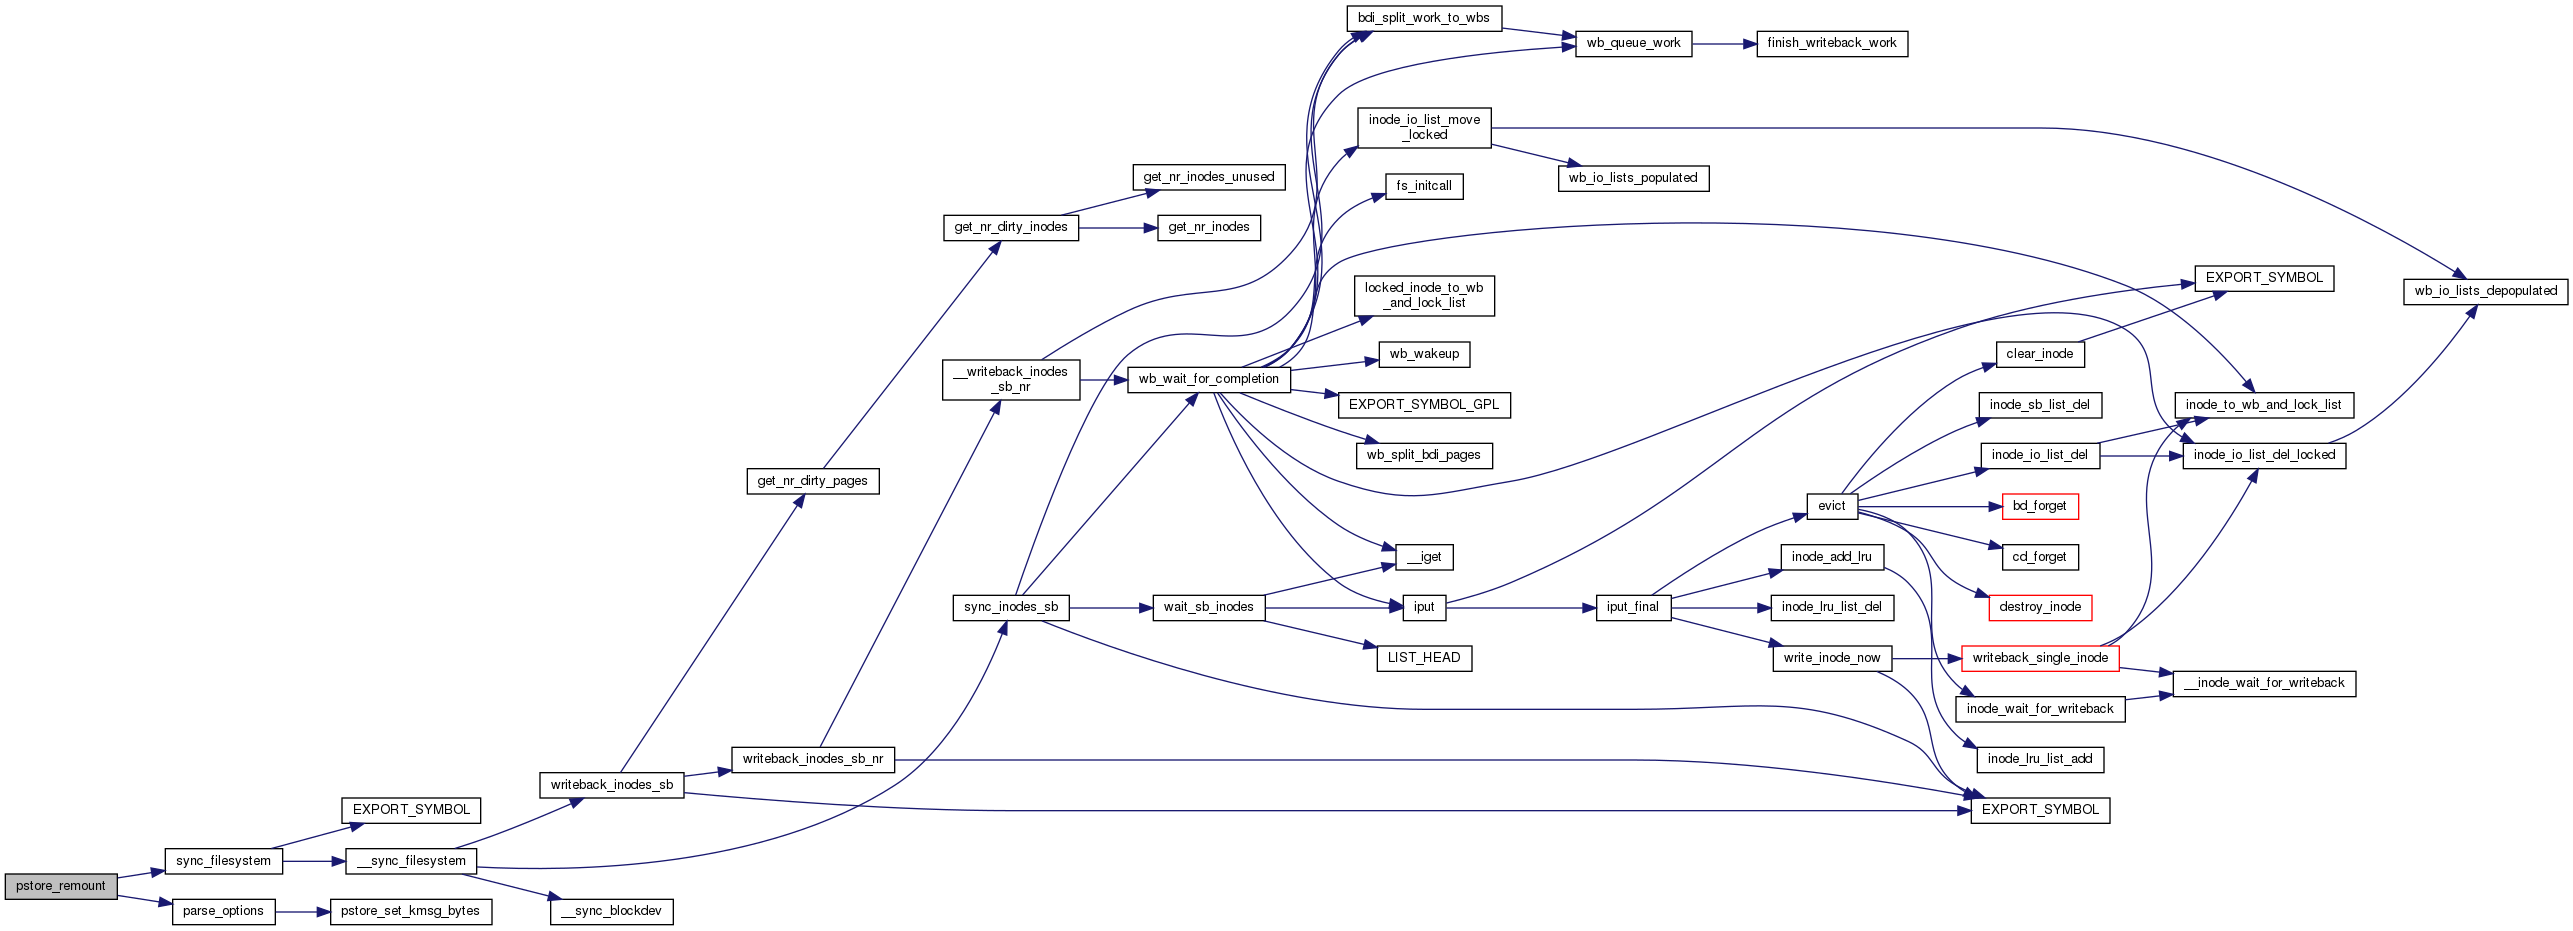 bdi_split_work_to_wbs
wb_queue_work
finish_writeback_work
inode_io_list_move
_locked
wb_io_lists_populated
get_nr_inodes_unused
fs_initcall
get_nr_dirty_inodes
get_nr_inodes
locked_inode_to_wb
_and_lock_list
EXPORT_SYMBOL
wb_io_lists_depopulated
wb_wakeup
clear_inode
__writeback_inodes
_sb_nr
wb_wait_for_completion
EXPORT_SYMBOL_GPL
inode_sb_list_del
inode_to_wb_and_lock_list
wb_split_bdi_pages
inode_io_list_del
inode_io_list_del_locked
get_nr_dirty_pages
evict
bd_forget
__iget
inode_add_lru
cd_forget
sync_inodes_sb
wait_sb_inodes
iput
iput_final
inode_lru_list_del
destroy_inode
LIST_HEAD
write_inode_now
writeback_single_inode
__inode_wait_for_writeback
inode_wait_for_writeback
writeback_inodes_sb_nr
inode_lru_list_add
writeback_inodes_sb
EXPORT_SYMBOL
EXPORT_SYMBOL
sync_filesystem
__sync_filesystem
pstore_remount
parse_options
pstore_set_kmsg_bytes
__sync_blockdev